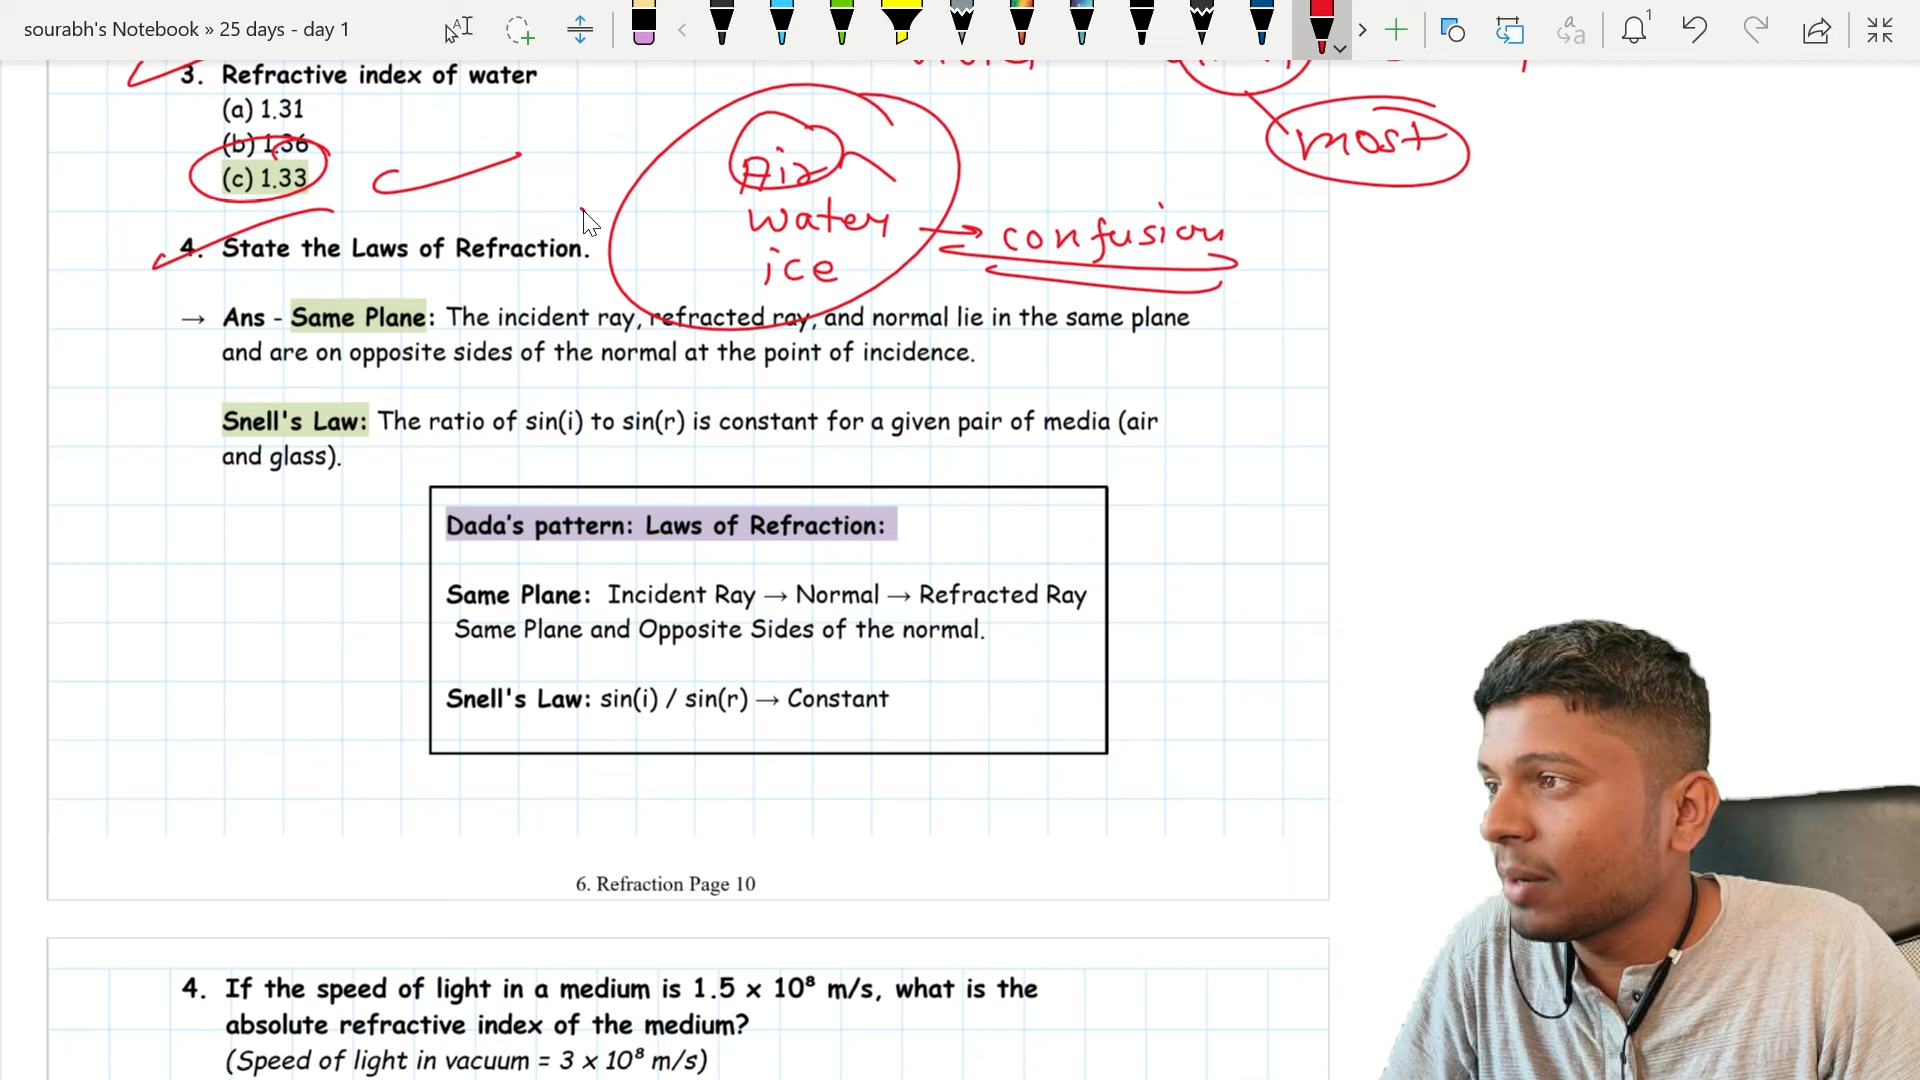 sourabh's Notebook » 25 days - day 1
AI
1
3. Refractive index of water
(a) 1.31
(b) 1.36
(c) 1.33
Air
water
ice
confusion
most
4. State the Laws of Refraction.
→ Ans - Same Plane: The incident ray, refracted ray, and normal lie in the same plane
and are on opposite sides of the normal at the point of incidence.
Snell's Law: The ratio of sin(i) to sin(r) is constant for a given pair of media (air
and glass).
Dada's pattern: Laws of Refraction:
Same Plane: Incident Ray → Normal → Refracted Ray
Same Plane and Opposite Sides of the normal.
Snell's Law: sin(i) / sin(r) → Constant
6. Refraction Page 10
4. If the speed of light in a medium is 1.5 x 10⁸ m/s, what is the
absolute refractive index of the medium?
(Speed of light in vacuum = 3 x 10⁸ m/s)